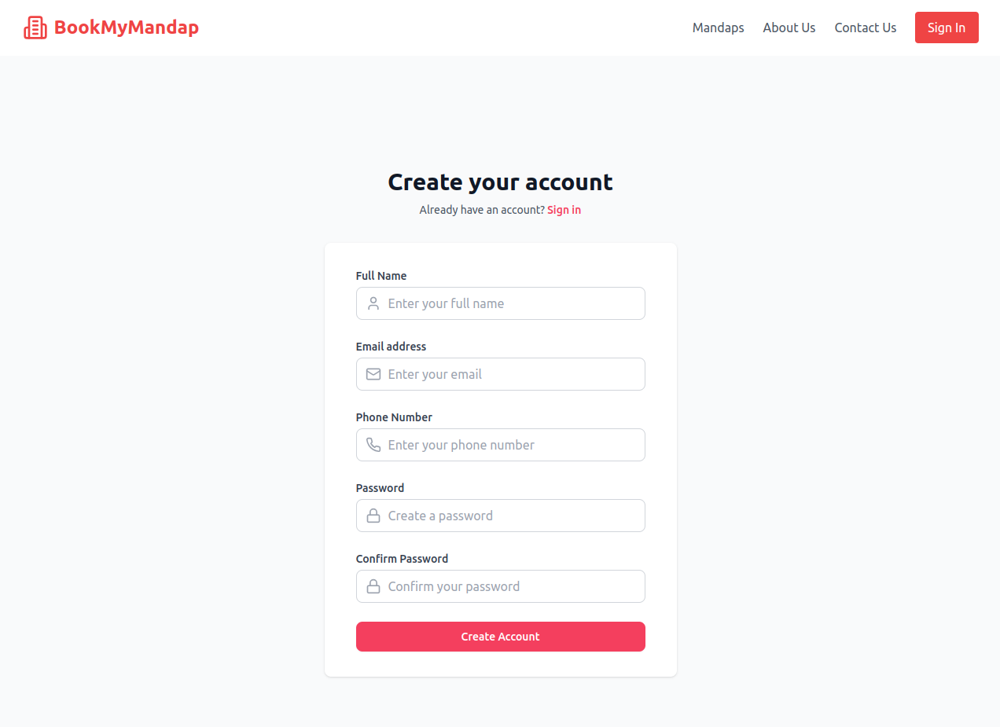 BookMyMandap
Mandaps
About Us
Contact Us
Sign In
Create your account
Already have an account? Sign in
Full Name
Enter your full name
Email address
Enter your email
Phone Number
Enter your phone number
Password
Create a password
Confirm Password
Confirm your password
Create Account